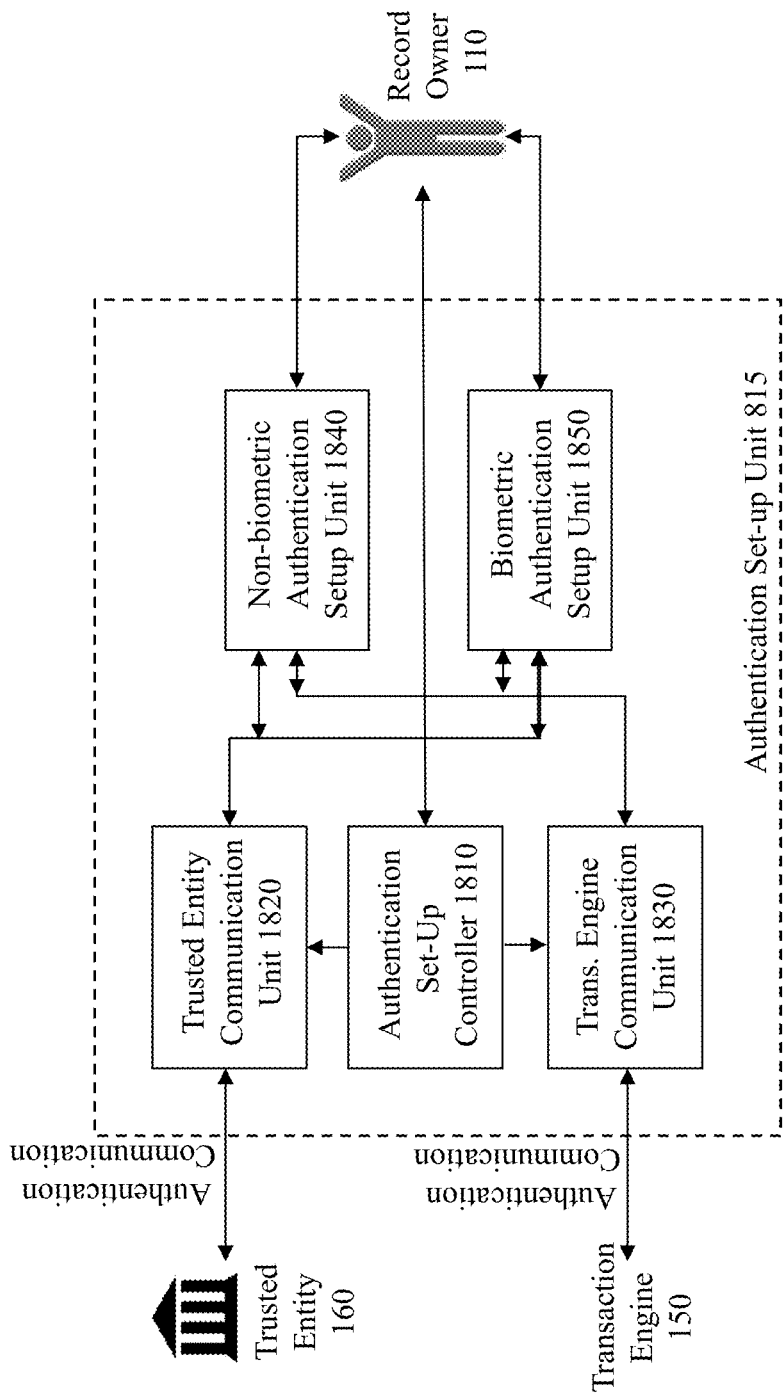 Trusted
Entity
160
Authentication
Communication
Trusted Entity
Communication
Unit 1820
Non-biometric
Authentication
Setup Unit 1840
Authentication
Set-Up
Controller 1810
Record
Owner
110
Transaction
Engine
150
Authentication
Communication
Trans. Engine
Communication
Unit 1830
Biometric
Authentication
Setup Unit 1850
Authentication Set-up Unit 815